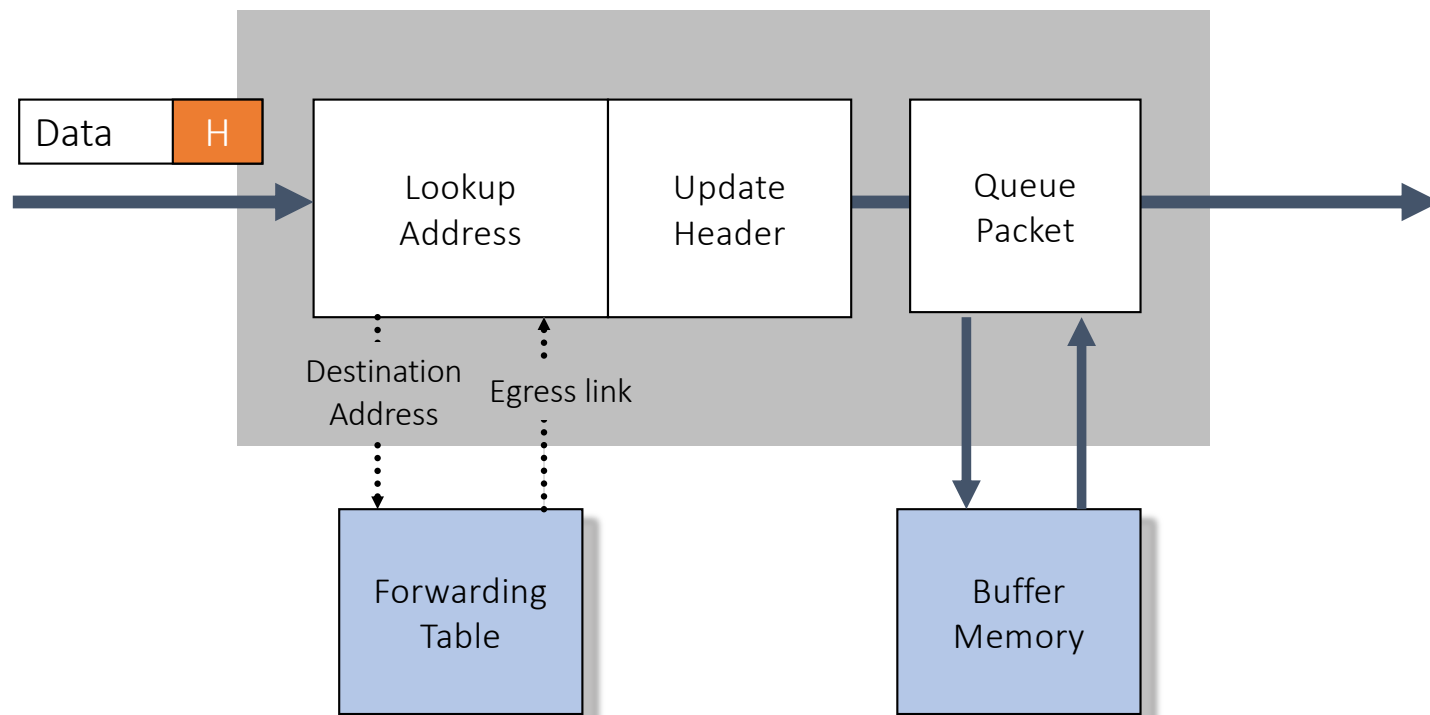 Data
H
Lookup
Address
Update
Header
Queue
Packet
Destination
Address
Egress link
Forwarding
Table
Buffer
Memory